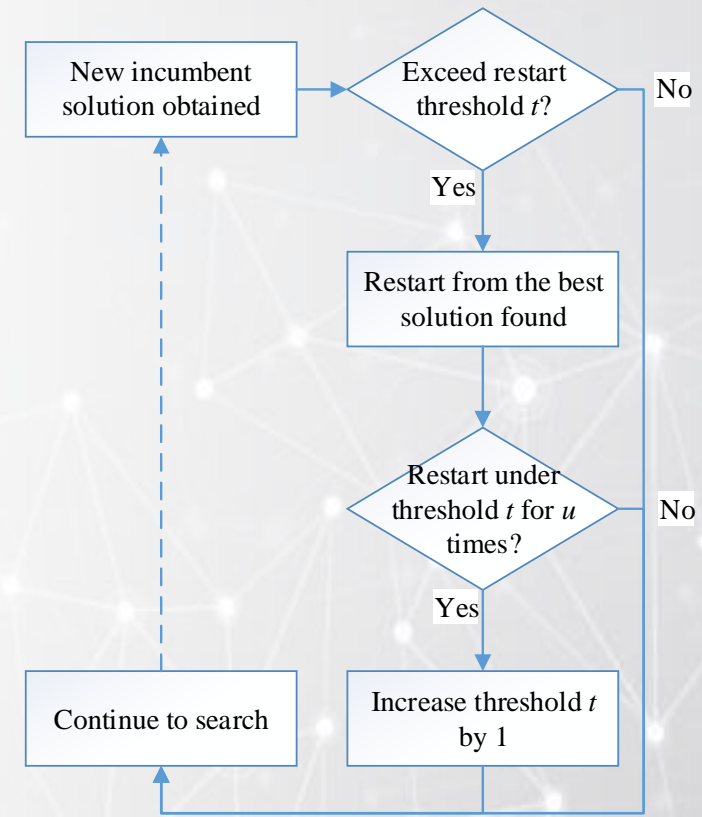 New incumbent
solution obtained
Exceed restart
threshold t?
No
Yes
Restart from the best
solution found
Restart under
threshold t for u
times?
No
Yes
Continue to search
Increase threshold t
by 1